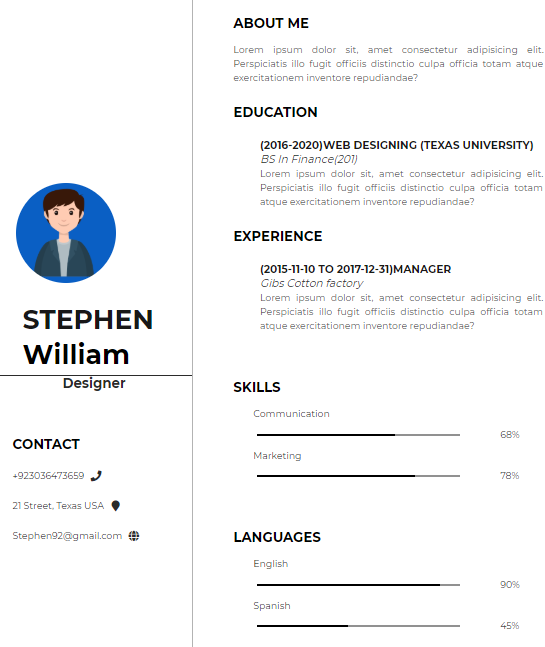 STEPHEN
William
Designer
CONTACT
+923036473659
21 Street, Texas USA
Stephen92@gmail.com
ABOUT ME
Lorem ipsum dolor sit, amet consectetur adipisicing elit.
Perspiciatis illo fugit officiis distinctio culpa officia totam atque
exercitationem inventore repudiandae?
EDUCATION
(2016-2020)WEB DESIGNING (TEXAS UNIVERSITY)
BS In Finance(201)
Lorem ipsum dolor sit, amet consectetur adipisicing elit.
Perspiciatis illo fugit officiis distinctio culpa officia totam
atque exercitationem inventore repudiandae?
EXPERIENCE
(2015-11-10 TO 2017-12-31)MANAGER
Gibs Cotton factory
Lorem ipsum dolor sit, amet consectetur adipisicing elit.
Perspiciatis illo fugit officiis distinctio culpa officia totam
atque exercitationem inventore repudiandae?
SKILLS
Communication
68%
Marketing
78%
LANGUAGES
English
90%
Spanish
45%